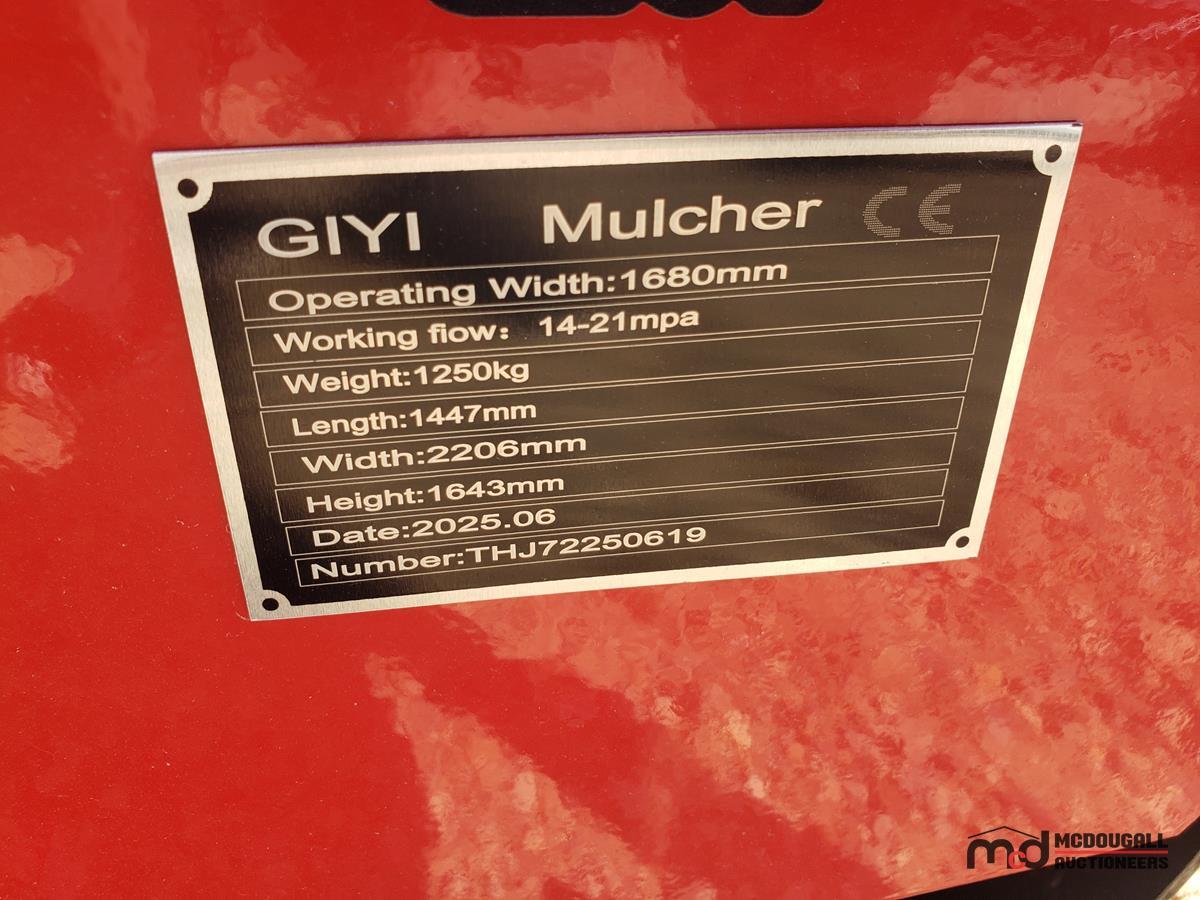 GIYI Mulcher CE
Operating Width:1680mm
Working fiow: 14-21mpa
Weight:1250kg
Length:1447mm
Width:2206mm
Height:1643mm
Date:2025.06
Number:THJ72250619
mcd MCDOUGALL
AUCTIONEERS